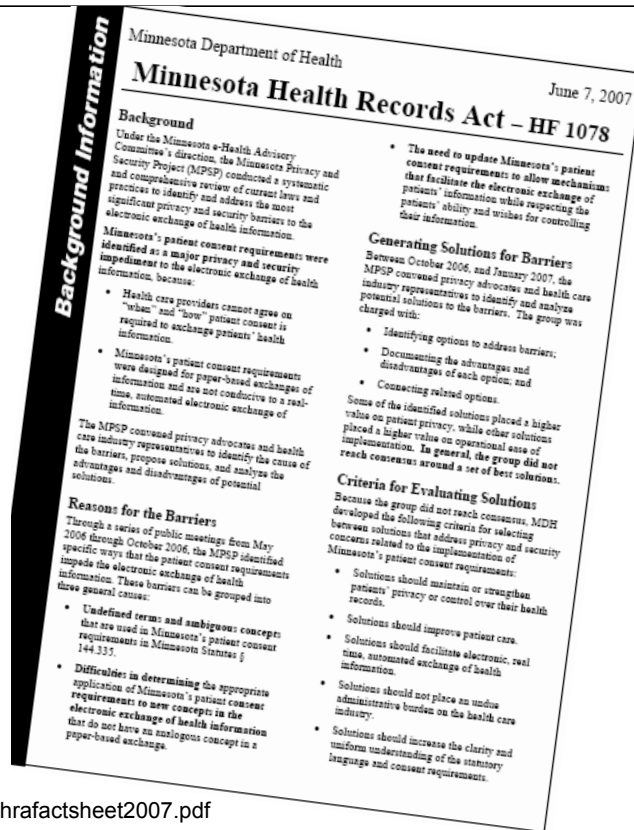 Background Information
Minnesota Department of Health
June 7, 2007
Minnesota Health Records Act – HF 1078
Background
Under the Minnesota e-Health Advisory
Committee's direction, the Minnesota Privacy and
Security Project (MPSP) conducted a systematic
and comprehensive review of current laws and
practices to identify and address the most
significant privacy and security barriers to the
electronic exchange of health information.
Minnesota's patient consent requirements were
identified as a major privacy and security
impediment to the electronic exchange of health
information, because:
• Health care providers cannot agree on
"when" and "how" patient consent is
required to exchange patients' health
information.
• Minnesota's patient consent requirements
were designed for paper-based exchanges of
information and are not conducive to a real-
time, automated electronic exchange of
information.
The MPSP convened privacy advocates and health
care industry representatives to identify the cause of
the barriers, propose solutions, and analyze the
advantages and disadvantages of potential
solutions.
Reasons for the Barriers
Through a series of public meetings from May
2006 through October 2006, the MPSP identified
specific ways that the patient consent requirements
impede the electronic exchange of health
information. These barriers can be grouped into
three general causes:
• Undefined terms and ambiguous concepts
that are used in Minnesota's patient consent
requirements in Minnesota Statutes §
144.335.
• Difficulties in determining the appropriate
application of Minnesota's patient consent
requirements to new concepts in the
electronic exchange of health information
that do not have an analogous concept in a
paper-based exchange.
• The need to update Minnesota's patient
consent requirements to allow mechanisms
that facilitate the electronic exchange of
patients' information while respecting the
patients' ability and wishes for controlling
their information.
Generating Solutions for Barriers
Between October 2006, and January 2007, the
MPSP convened privacy advocates and health care
industry representatives to identify and analyze
potential solutions to the barriers. The group was
charged with:
• Identifying options to address barriers;
• Documenting the advantages and
disadvantages of each option; and
• Connecting related options.
Some of the identified solutions placed a higher
value on patient privacy, while other solutions
placed a higher value on operational ease of
implementation. In general, the group did not
reach consensus around a set of best solutions.
Criteria for Evaluating Solutions
Because the group did not reach consensus, MDH
developed the following criteria for selecting
between solutions that address privacy and security
concerns related to the implementation of
Minnesota's patient consent requirements:
• Solutions should maintain or strengthen
patients' privacy or control over their health
records.
• Solutions should improve patient care.
• Solutions should facilitate electronic, real
time, automated exchange of health
information.
• Solutions should not place an undue
administrative burden on the health care
industry.
• Solutions should increase the clarity and
uniform understanding of the statutory
language and consent requirements.
hrafactsheet2007.pdf